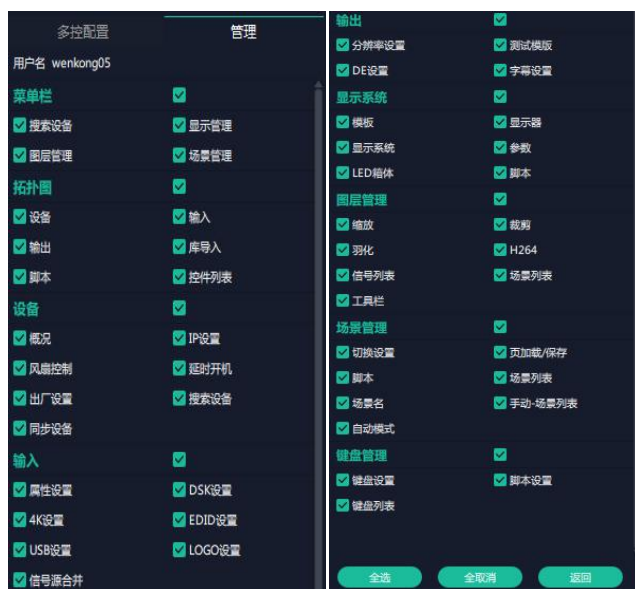 多控配置 管理
用户名 wenkong05
菜单栏
搜索设备 显示管理
图层管理 场景管理
拓扑图
设备 输入
输出 库导入
脚本 控件列表
设备
概况 IP设置
风扇控制 延时开机
出厂设置 搜索设备
同步设备
输入
属性设置 DSK设置
4K设置 EDID设置
USB设置 LOGO设置
信号源合并
输出
分辨率设置 测试模版
DE设置 字幕设置
显示系统
模板 显示器
显示系统 参数
LED箱体 脚本
图层管理
缩放 裁剪
羽化 H264
信号列表 场景列表
工具栏
场景管理
切换设置 页加载/保存
脚本 场景列表
场景名 手动-场景列表
自动模式
键盘管理
键盘设置 脚本设置
键盘列表
全选 全取消 返回